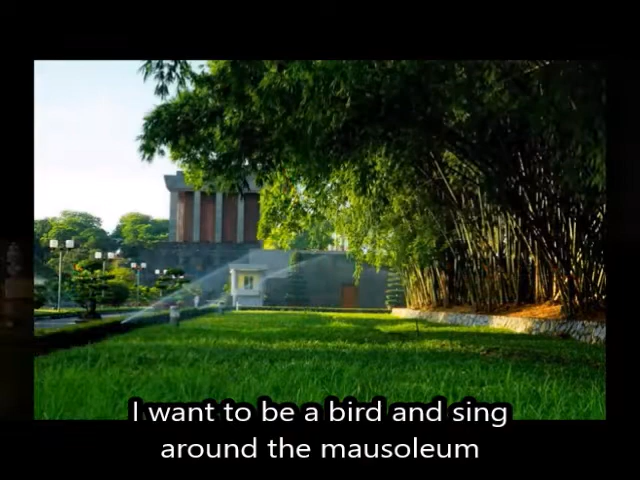 I want to be a bird and sing
around the mausoleum